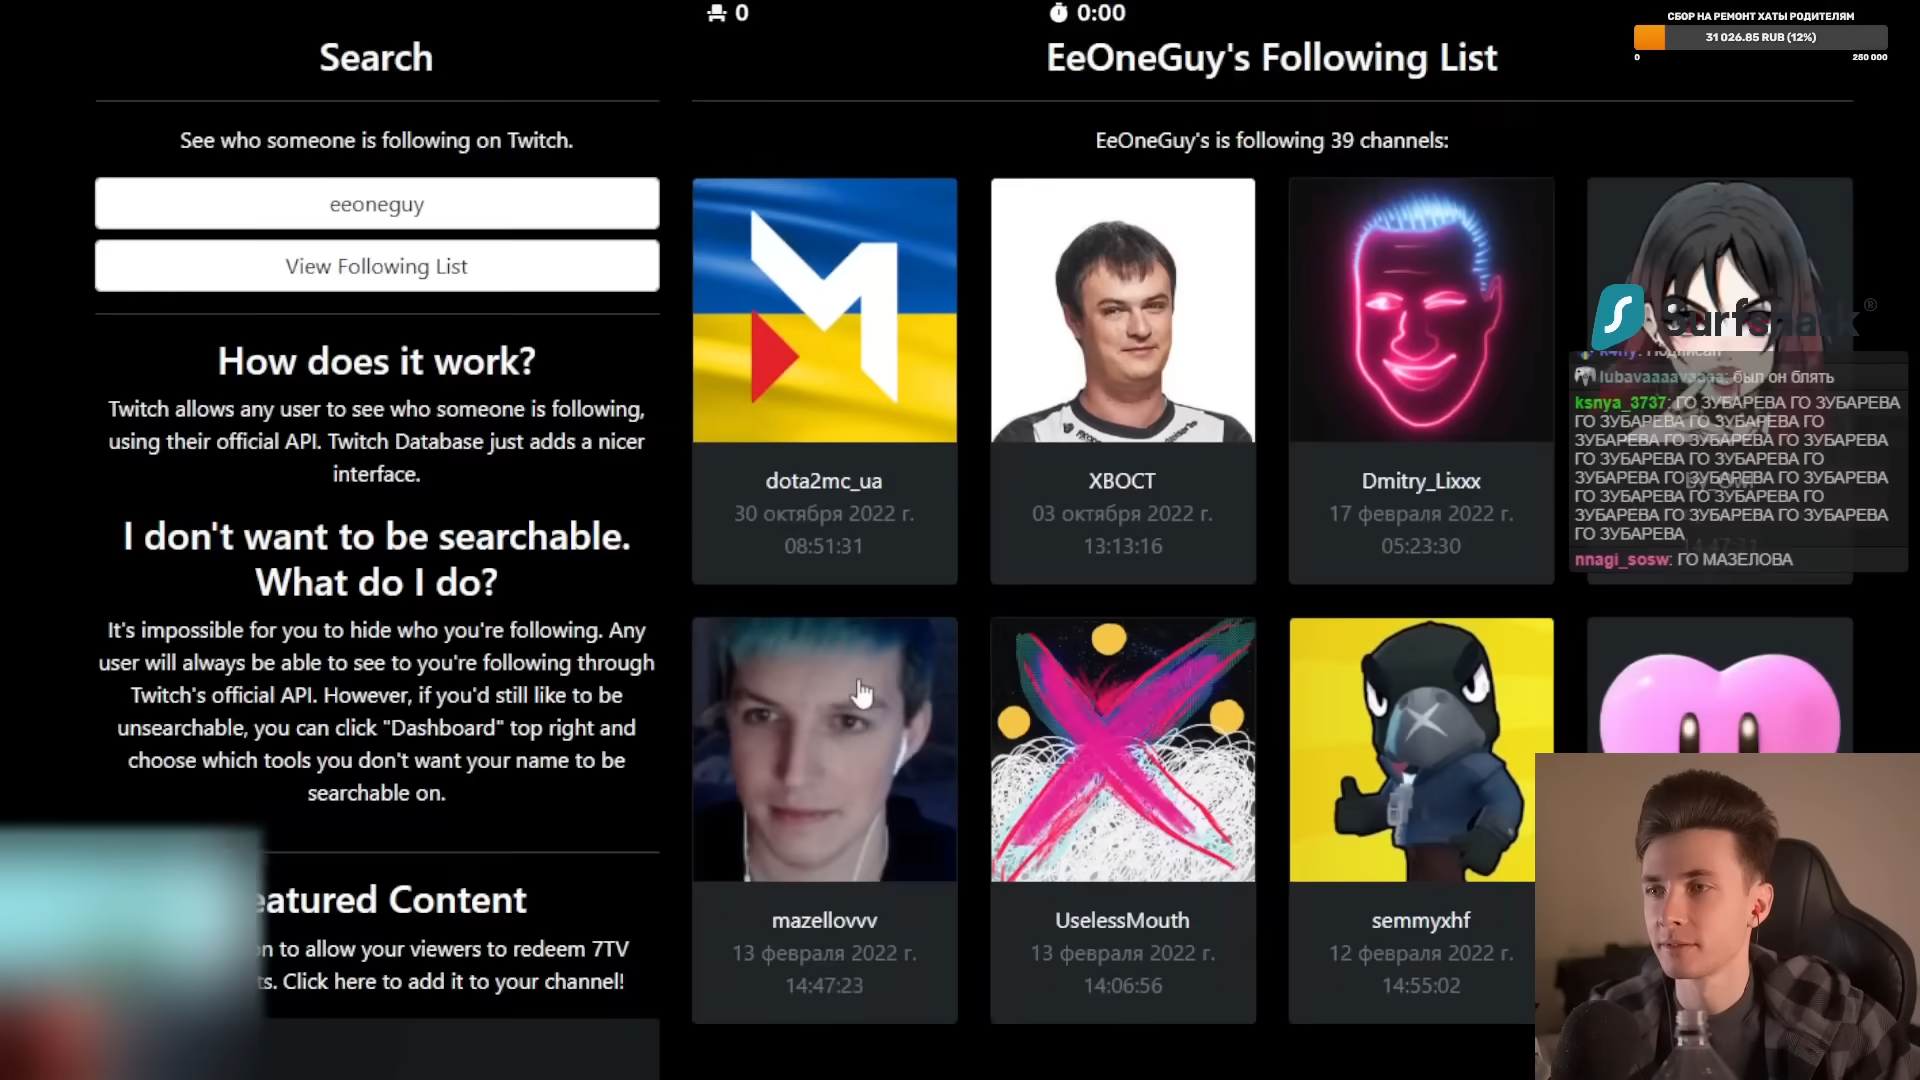 0
0:00
СБОР НА РЕМОНТ ХАТЫ РОДИТЕЛЯМ
31 026.85 RUB (12%)
0
250 000
Search
See who someone is following on Twitch.
eeoneguy
View Following List
How does it work?
Twitch allows any user to see who someone is following,
using their official API. Twitch Database just adds a nicer
interface.
I don't want to be searchable.
What do I do?
It's impossible for you to hide who you're following. Any
user will always be able to see to you're following through
Twitch's official API. However, if you'd still like to be
unsearchable, you can click "Dashboard" top right and
choose which tools you don't want your name to be
searchable on.
eatured Content
n to allow your viewers to redeem 7TV
ts. Click here to add it to your channel!
EeOneGuy's Following List
EeOneGuy's is following 39 channels:
dota2mc_ua
30 октября 2022 г.
08:51:31
XBOCT
03 октября 2022 г.
13:13:16
Dmitry_Lixxx
17 февраля 2022 г.
05:23:30
Surfshark®
lubavaaaavaaaa: был он блять
ksnya_3737: ГО ЗУБАРЕВА ГО ЗУБАРЕВА
ГО ЗУБАРЕВА ГО ЗУБАРЕВА ГО
ЗУБАРЕВА ГО ЗУБАРЕВА ГО ЗУБАРЕВА
ГО ЗУБАРЕВА ГО ЗУБАРЕВА ГО
ЗУБАРЕВА ГО ЗУБАРЕВА ГО ЗУБАРЕВА
ГО ЗУБАРЕВА ГО ЗУБАРЕВА ГО
ЗУБАРЕВА ГО ЗУБАРЕВА ГО ЗУБАРЕВА
ГО ЗУБАРЕВА
nnagi_sosw: ГО МАЗЕЛОВА
mazellovvv
13 февраля 2022 г.
14:47:23
UselessMouth
13 февраля 2022 г.
14:06:56
semmyxhf
12 февраля 2022 г.
14:55:02